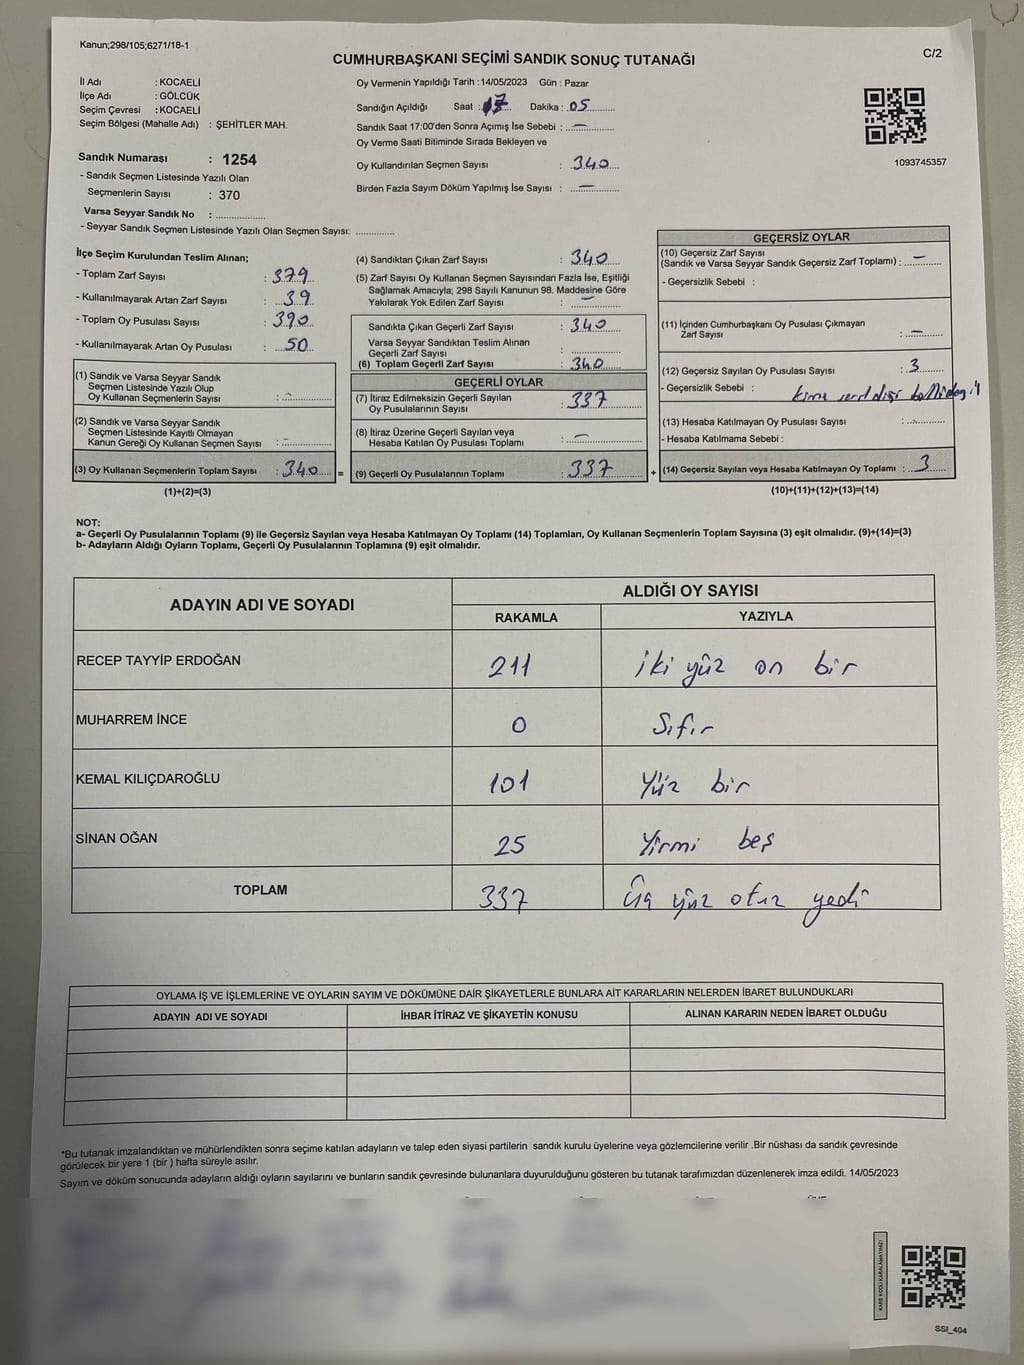 Kanun;298/105;6271/18-1
C/2
CUMHURBAŞKANI SEÇİMİ SANDIK SONUÇ TUTANAĞI
İl Adı : KOCAELİ
İlçe Adı : GÖLCÜK
Seçim Çevresi : KOCAELİ
Seçim Bölgesi (Mahalle Adı) : ŞEHİTLER MAH.
Sandık Numarası : 1254
- Sandık Seçmen Listesinde Yazılı Olan
Seçmenlerin Sayısı : 370
Varsa Seyyar Sandık No : ..................
- Seyyar Sandık Seçmen Listesinde Yazılı Olan Seçmen Sayısı: ..............
Oy Vermenin Yapıldığı Tarih : 14/05/2023 Gün : Pazar
Sandığın Açıldığı Saat : 17 Dakika : 05
Sandık Saat 17:00'den Sonra Açımış İse Sebebi : —
Oy Verme Saati Bitiminde Sırada Bekleyen ve
Oy Kullandırılan Seçmen Sayısı : 340
Birden Fazla Sayım Döküm Yapılmış İse Sayısı : —
1093745357
İlçe Seçim Kurulundan Teslim Alınan;
- Toplam Zarf Sayısı : 379
- Kullanılmayarak Artan Zarf Sayısı : 39
- Toplam Oy Pusulası Sayısı : 390
- Kullanılmayarak Artan Oy Pusulası : 50
(1) Sandık ve Varsa Seyyar Sandık
Seçmen Listesinde Yazılı Olup
Oy Kullanan Seçmenlerin Sayısı : —
(2) Sandık ve Varsa Seyyar Sandık
Seçmen Listesinde Kayıtlı Olmayan
Kanun Gereği Oy Kullanan Seçmen Sayısı : —
(3) Oy Kullanan Seçmenlerin Toplam Sayısı : 340 =
(1)+(2)=(3)
(4) Sandıktan Çıkan Zarf Sayısı : 340
(5) Zarf Sayısı Oy Kullanan Seçmen Sayısından Fazla İse, Eşitliği
Sağlamak Amacıyla; 298 Sayılı Kanunun 98. Maddesine Göre
Yakılarak Yok Edilen Zarf Sayısı : —
Sandıkta Çıkan Geçerli Zarf Sayısı : 340
Varsa Seyyar Sandıktan Teslim Alınan
Geçerli Zarf Sayısı : ..............
(6) Toplam Geçerli Zarf Sayısı : 340
GEÇERLİ OYLAR
(7) İtiraz Edilmeksizin Geçerli Sayılan
Oy Pusulalarının Sayısı : 337
(8) İtiraz Üzerine Geçerli Sayılan veya
Hesaba Katılan Oy Pusulası Toplamı : —
(9) Geçerli Oy Pusulalarının Toplamı : 337 +
GEÇERSİZ OYLAR
(10) Geçersiz Zarf Sayısı
(Sandık ve Varsa Seyyar Sandık Geçersiz Zarf Toplamı) : —
- Geçersizlik Sebebi :
(11) İçinden Cumhurbaşkanı Oy Pusulası Çıkmayan
Zarf Sayısı : —
(12) Geçersiz Sayılan Oy Pusulası Sayısı : 3
- Geçersizlik Sebebi : kime verdiği belli değil
(13) Hesaba Katılmayan Oy Pusulası Sayısı : —
- Hesaba Katılmama Sebebi :
(14) Geçersiz Sayılan veya Hesaba Katılmayan Oy Toplamı : 3
(10)+(11)+(12)+(13)=(14)
NOT:
a- Geçerli Oy Pusulalarının Toplamı (9) ile Geçersiz Sayılan veya Hesaba Katılmayan Oy Toplamı (14) Toplamları, Oy Kullanan Seçmenlerin Toplam Sayısına (3) eşit olmalıdır. (9)+(14)=(3)
b- Adayların Aldığı Oyların Toplamı, Geçerli Oy Pusulalarının Toplamına (9) eşit olmalıdır.
ADAYIN ADI VE SOYADI
ALDIĞI OY SAYISI
RAKAMLA YAZIYLA
RECEP TAYYİP ERDOĞAN 211 iki yüz on bir
MUHARREM İNCE 0 Sıfır
KEMAL KILIÇDAROĞLU 101 Yüz bir
SİNAN OĞAN 25 Yirmi beş
TOPLAM 337 Üç yüz otuz yedi
OYLAMA İŞ VE İŞLEMLERİNE VE OYLARIN SAYIM VE DÖKÜMÜNE DAİR ŞİKAYETLERLE BUNLARA AİT KARARLARIN NELERDEN İBARET BULUNDUKLARI
ADAYIN ADI VE SOYADI İHBAR İTİRAZ VE ŞİKAYETİN KONUSU ALINAN KARARIN NEDEN İBARET OLDUĞU
*Bu tutanak imzalandıktan ve mühürlendikten sonra seçime katılan adayların ve talep eden siyasi partilerin sandık kurulu üyelerine veya gözlemcilerine verilir .Bir nüshası da sandık çevresinde
görülecek bir yere 1 (bir ) hafta süreyle asılır.
Sayım ve döküm sonucunda adayların aldığı oyların sayılarını ve bunların sandık çevresinde bulunanlara duyurulduğunu gösteren bu tutanak tarafımızdan düzenlenerek imza edildi. 14/05/2023
KARE KODU KARALAMAYINIZ!
SSI_404